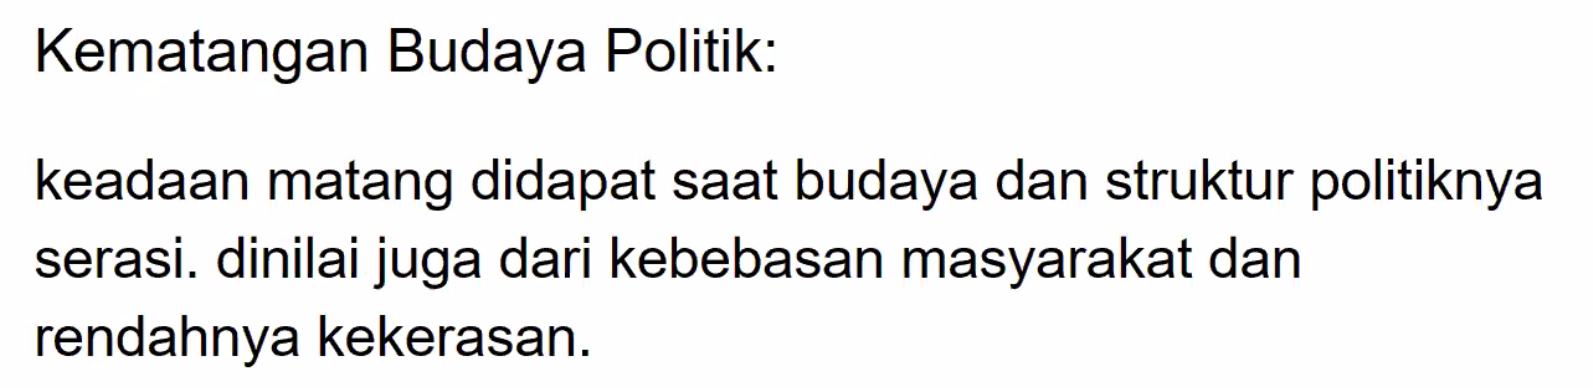 Kematangan Budaya Politik:
keadaan matang didapat saat budaya dan struktur politiknya
serasi. dinilai juga dari kebebasan masyarakat dan
rendahnya kekerasan.